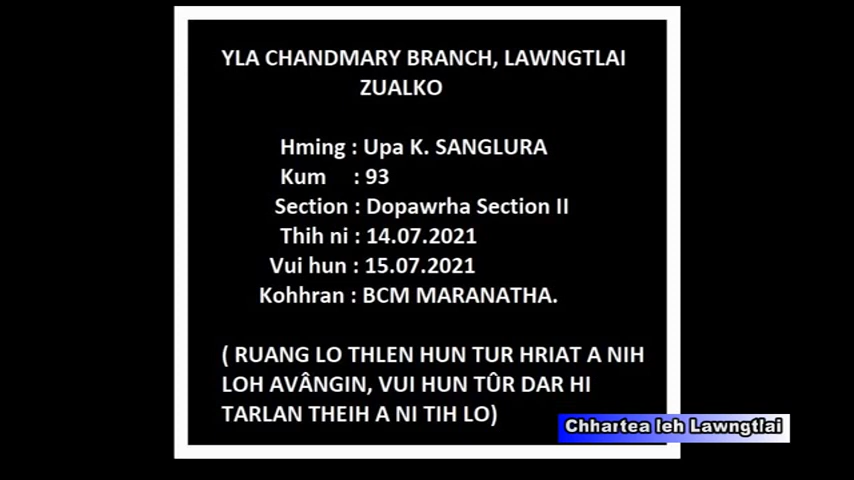 YLA CHANDMARY BRANCH, LAWNGTLAI
ZUALKO
Hming : Upa K. SANGLURA
Kum : 93
Section : Dopawrha Section II
Thih ni : 14.07.2021
Vui hun : 15.07.2021
Kohhran : BCM MARANATHA.
( RUANG LO THLEN HUN TUR HRIAT A NIH
LOH AVÂNGIN, VUI HUN TÛR DAR HI
TARLAN THEIH A NI TIH LO)
Chhartea leh Lawngtlai